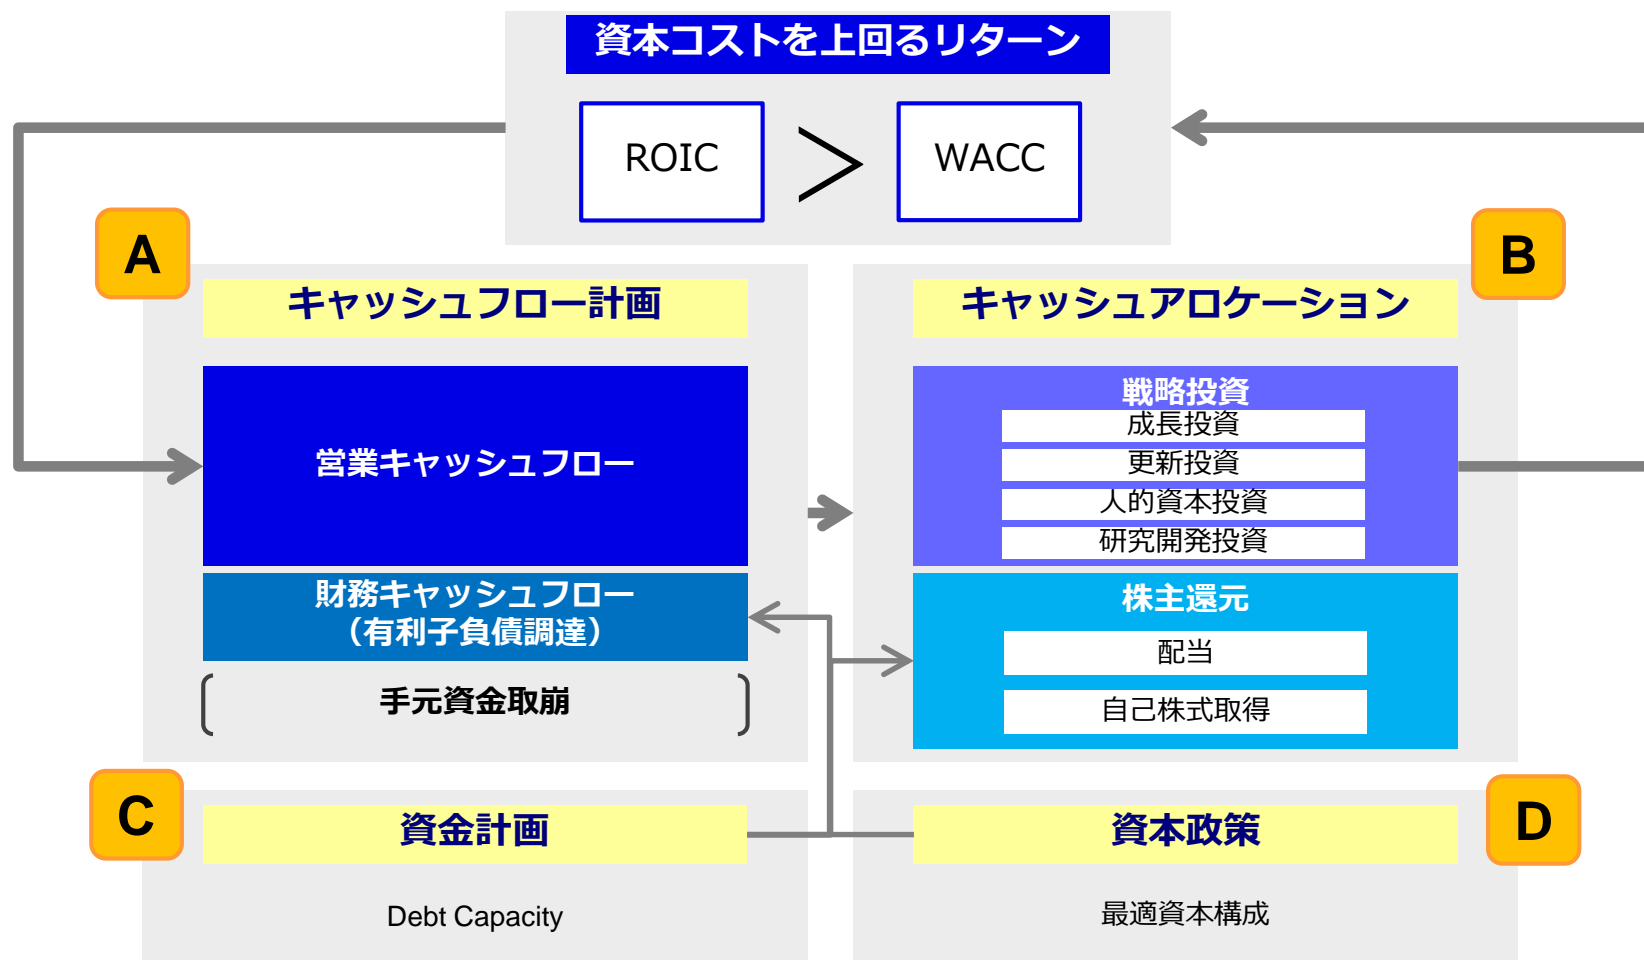 資本コストを上回るリターン
ROIC
>
WACC
A
キャッシュフロー計画
営業キャッシュフロー
財務キャッシュフロー
（有利子負債調達）
手元資金取崩
B
キャッシュアロケーション
戦略投資
成長投資
更新投資
人的資本投資
研究開発投資
株主還元
配当
自己株式取得
C
資金計画
Debt Capacity
D
資本政策
最適資本構成